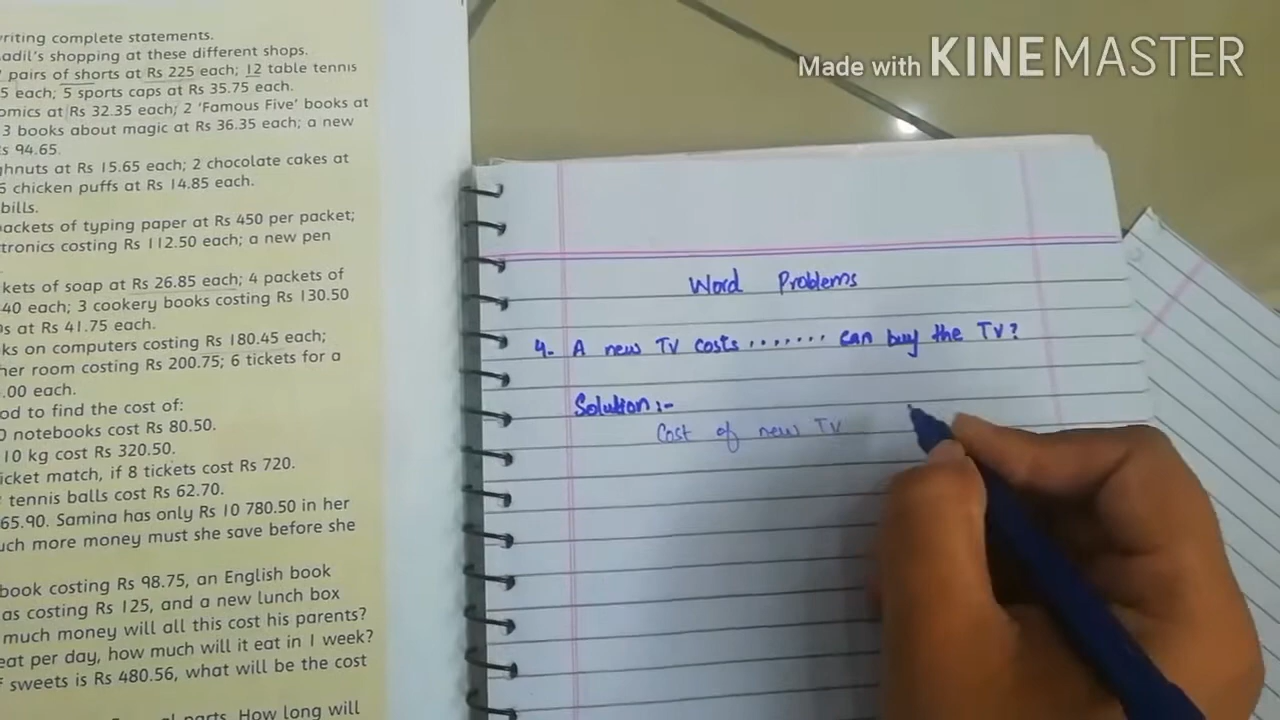 writing complete statements.
adil's shopping at these different shops.
pairs of shorts at Rs 225 each; 12 table tennis
5 each; 5 sports caps at Rs 35.75 each.
omics at Rs 32.35 each; 2 'Famous Five' books at
3 books about magic at Rs 36.35 each; a new
s 94.65.
ghnuts at Rs 15.65 each; 2 chocolate cakes at
5 chicken puffs at Rs 14.85 each.
bills.
packets of typing paper at Rs 450 per packet;
tronics costing Rs 112.50 each; a new pen
kets of soap at Rs 26.85 each; 4 packets of
40 each; 3 cookery books costing Rs 130.50
s at Rs 41.75 each.
ks on computers costing Rs 180.45 each;
her room costing Rs 200.75; 6 tickets for a
.00 each.
od to find the cost of:
0 notebooks cost Rs 80.50.
10 kg cost Rs 320.50.
icket match, if 8 tickets cost Rs 720.
tennis balls cost Rs 62.70.
65.90. Samina has only Rs 10 780.50 in her
uch more money must she save before she
book costing Rs 98.75, an English book
as costing Rs 125, and a new lunch box
much money will all this cost his parents?
eat per day, how much will it eat in 1 week?
f sweets is Rs 480.56, what will be the cost
parts. How long will
Made with KINEMASTER
Word Problems
4. A new TV costs ....... can buy the TV?
Solution:-
Cost of new TV